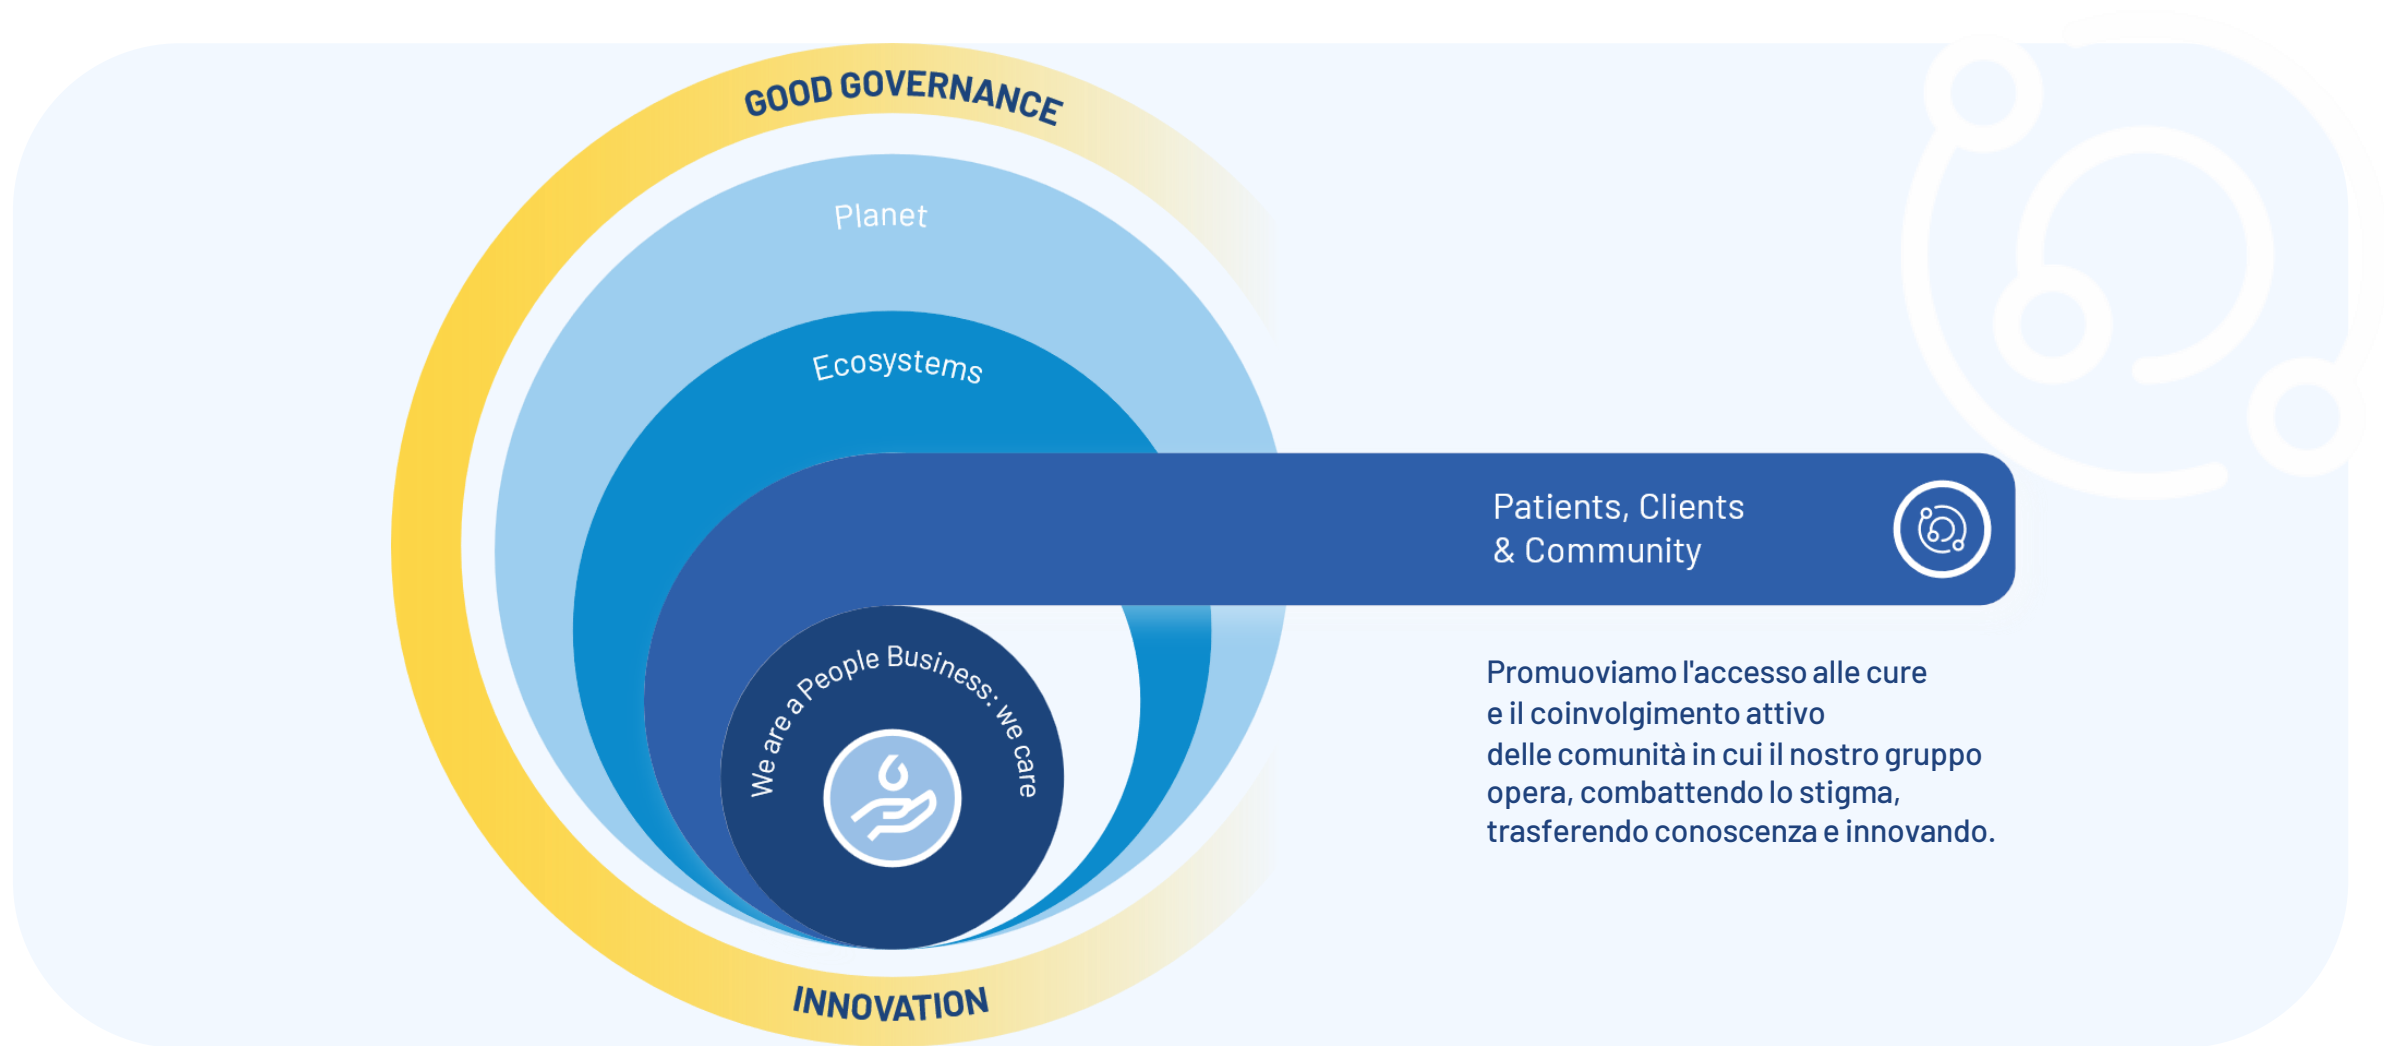 GOOD GOVERNANCE
Planet
Ecosystems
Patients, Clients
& Community
We are a People Business: we care
Promuoviamo l'accesso alle cure
e il coinvolgimento attivo
delle comunità in cui il nostro gruppo
opera, combattendo lo stigma,
trasferendo conoscenza e innovando.
INNOVATION